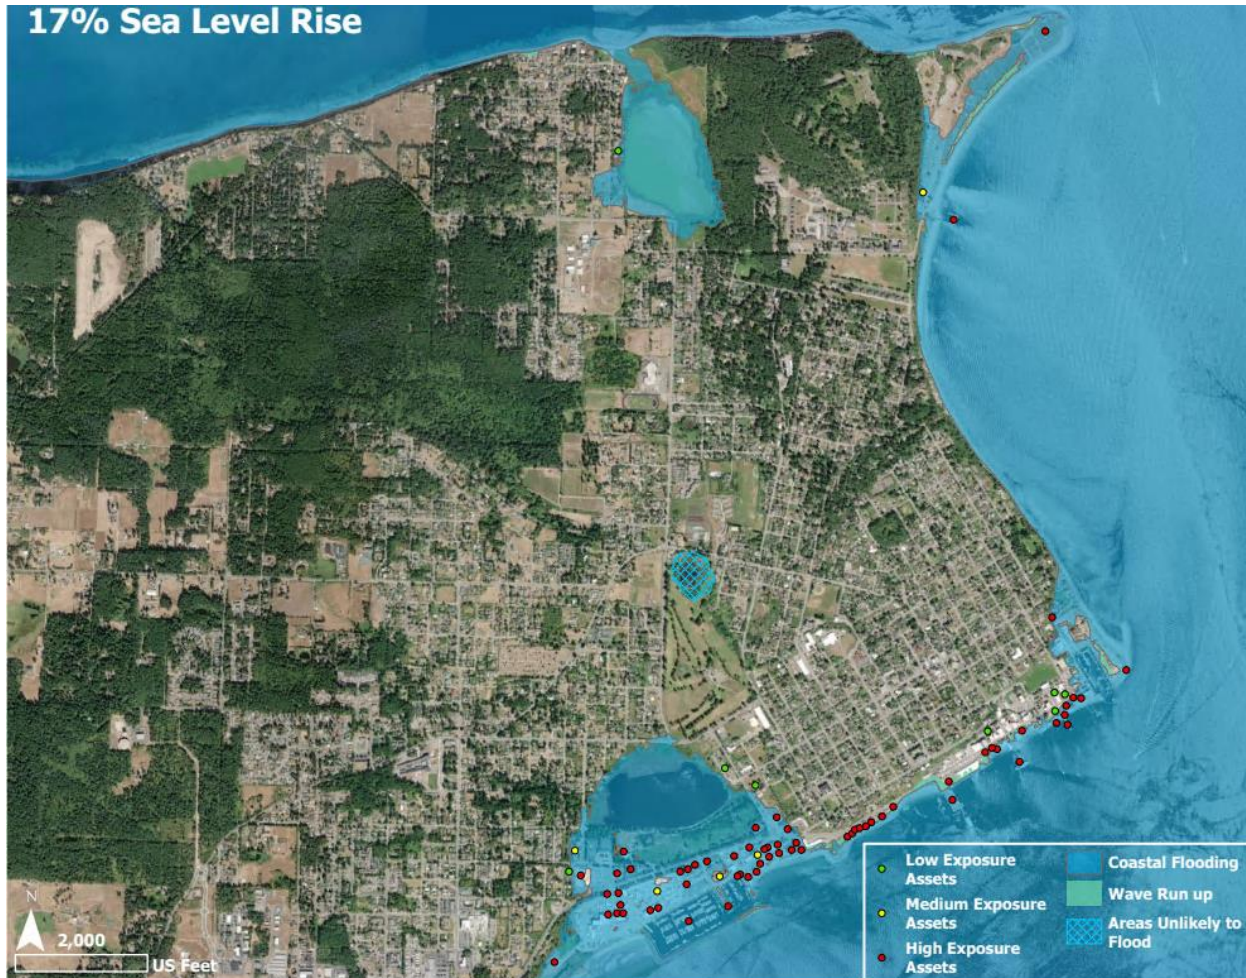 17% Sea Level Rise
N
2,000
US Feet
Low Exposure
Assets
Medium Exposure
Assets
High Exposure
Assets
Coastal Flooding
Wave Run up
Areas Unlikely to
Flood